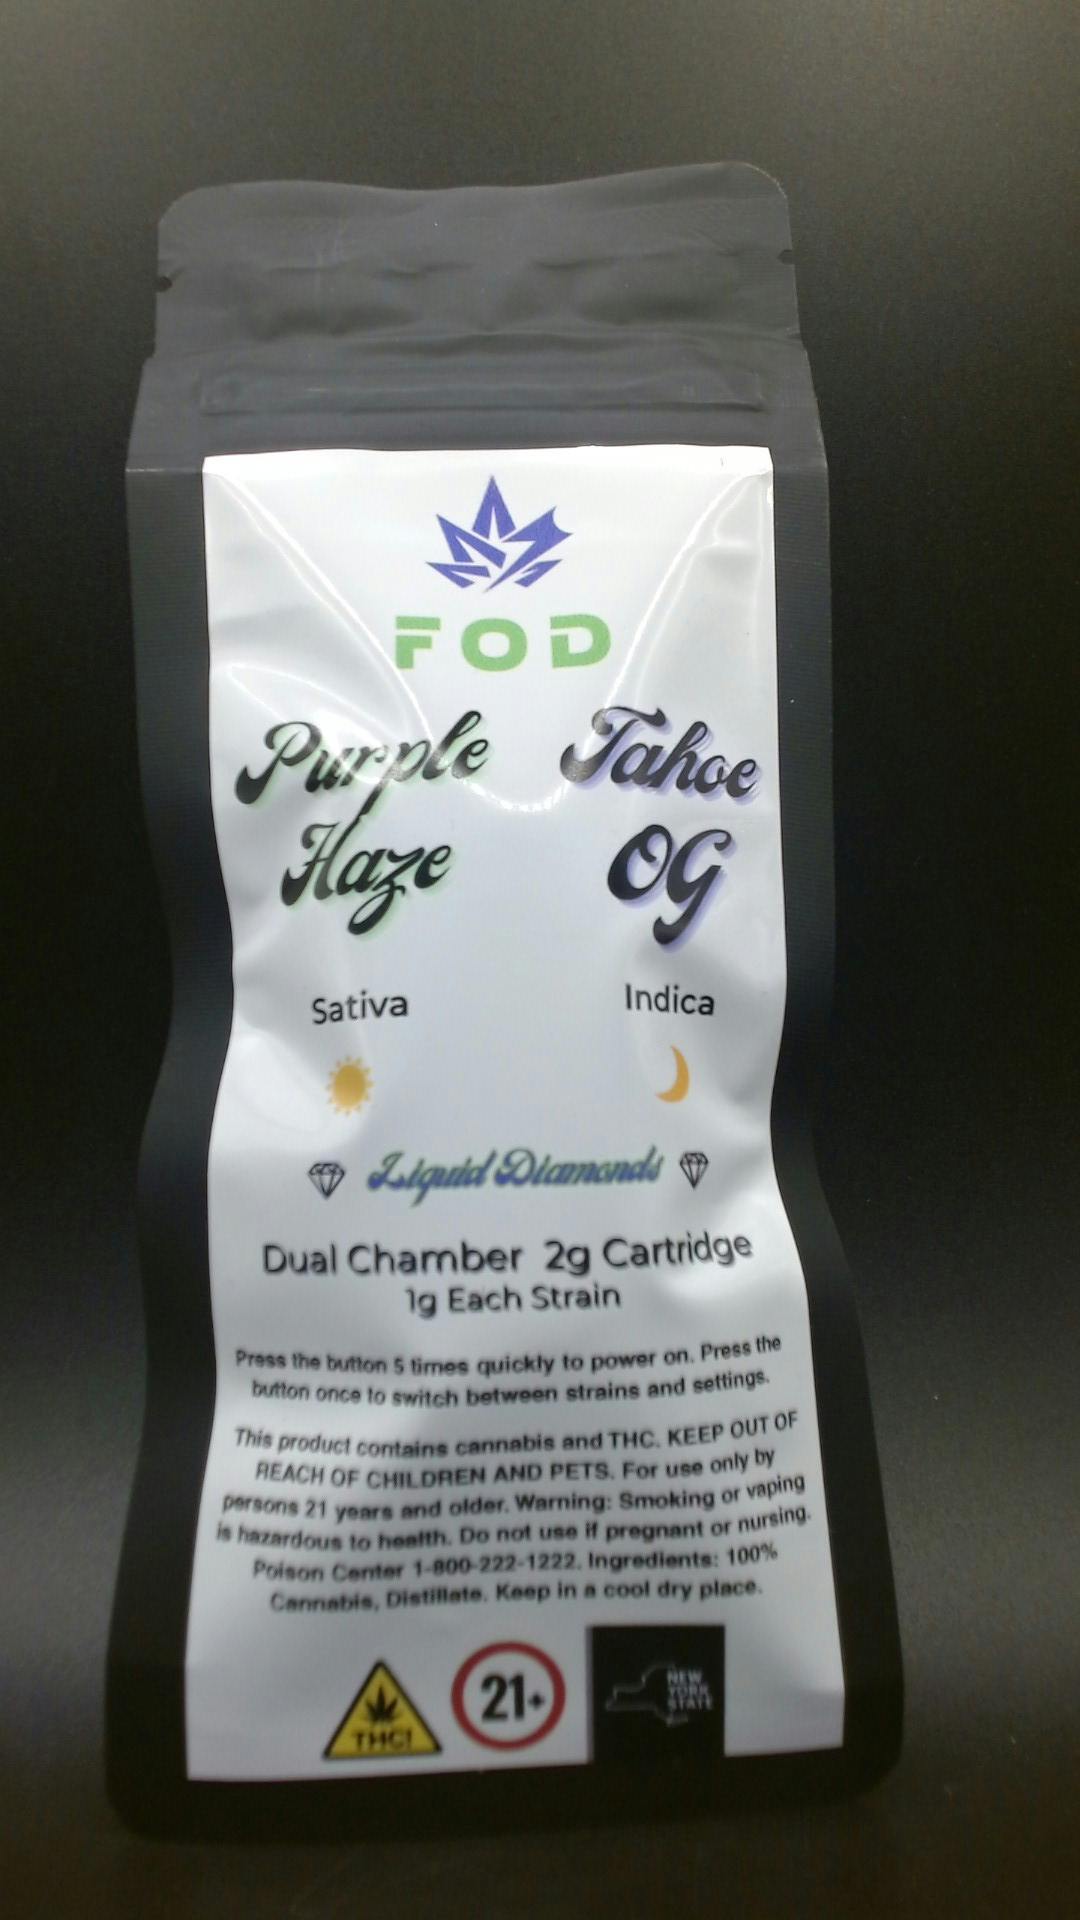 FOD
Purple Haze
Tahoe OG
Sativa
Indica
Liquid Diamonds
Dual Chamber 2g Cartridge
1g Each Strain
Press the button 5 times quickly to power on. Press the
button once to switch between strains and settings.
This product contains cannabis and THC. KEEP OUT OF
REACH OF CHILDREN AND PETS. For use only by
persons 21 years and older. Warning: Smoking or vaping
is hazardous to health. Do not use if pregnant or nursing.
Poison Center 1-800-222-1222. Ingredients: 100%
Cannabis, Distillate. Keep in a cool dry place.
THC!
21+
NEW
YORK
STATE